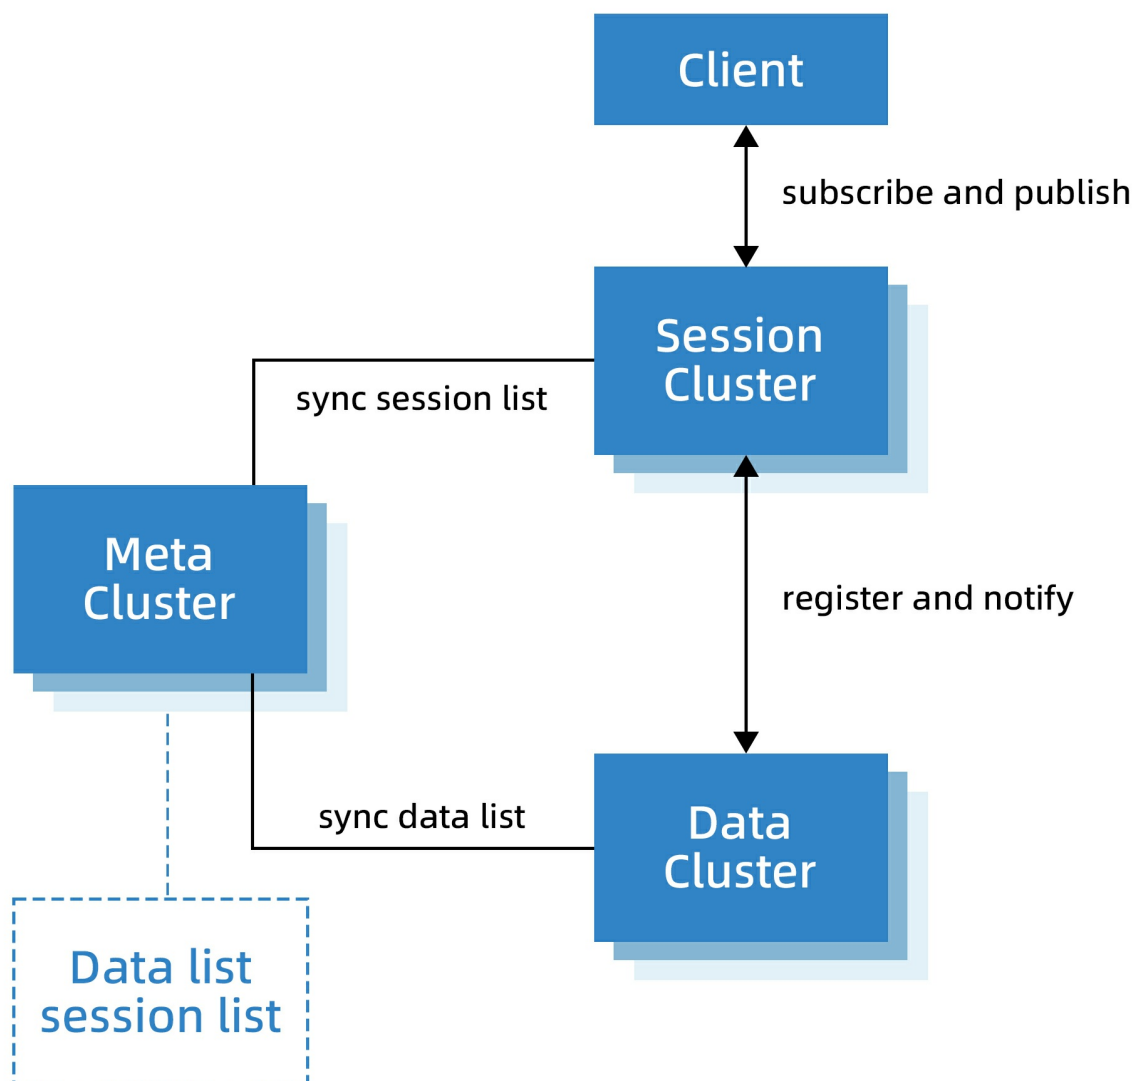 Client
subscribe and publish
Session
Cluster
sync session list
Meta
Cluster
register and notify
sync data list
Data
Cluster
Data list
session list